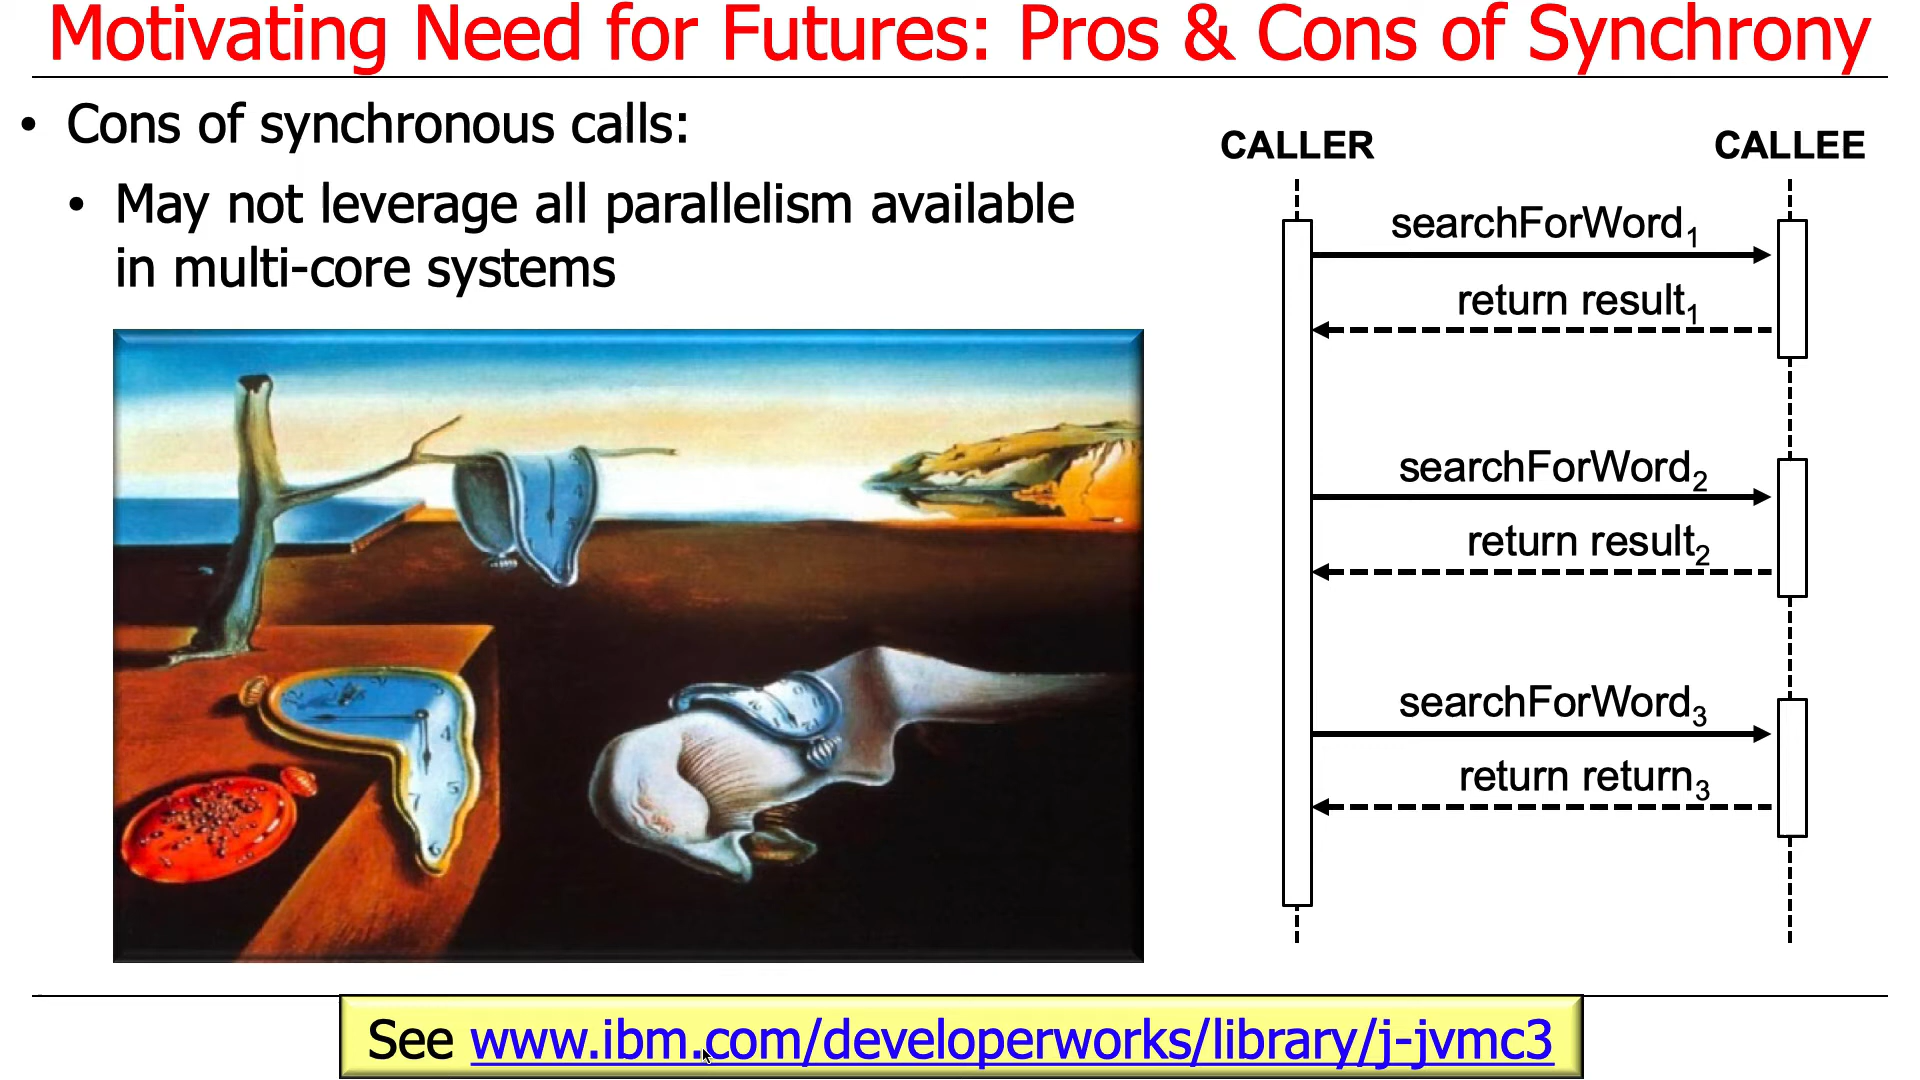 Motivating Need for Futures: Pros & Cons of Synchrony
• Cons of synchronous calls:
• May not leverage all parallelism available
in multi-core systems
CALLER
CALLEE
searchForWord1
return result1
searchForWord2
return result2
searchForWord3
return return3
See www.ibm.com/developerworks/library/j-jvmc3